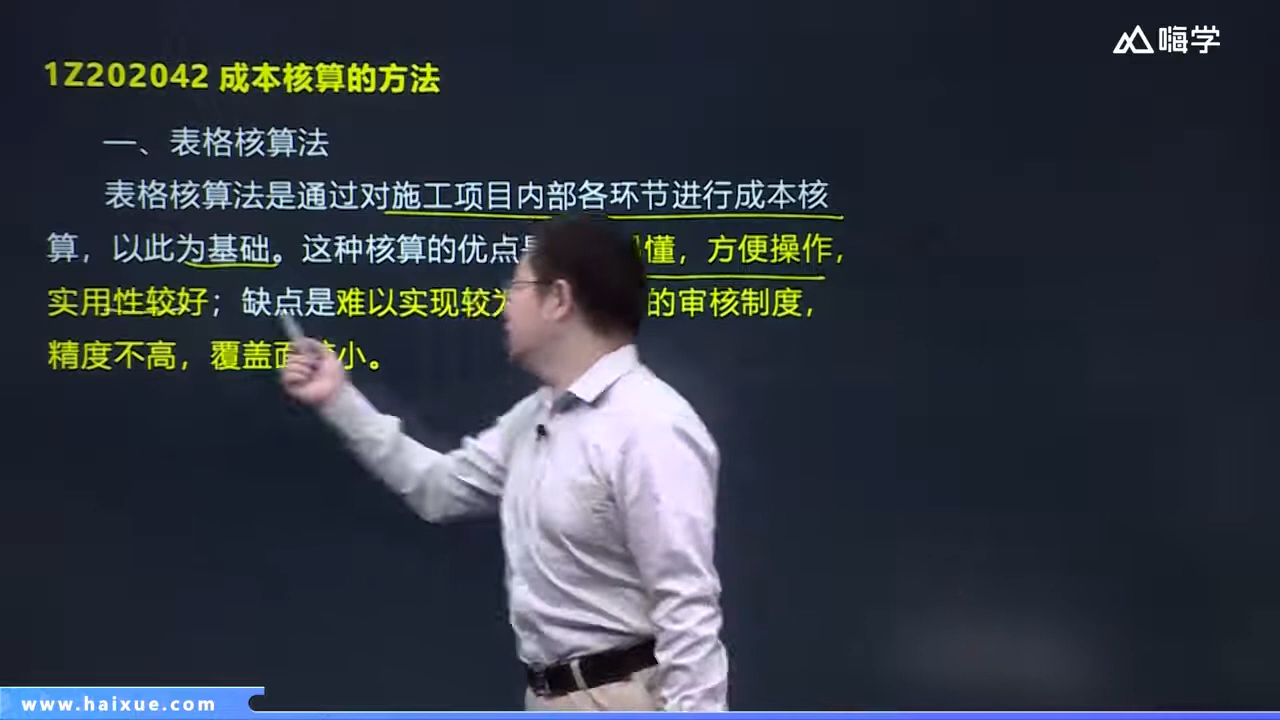 嗨学
1Z202042 成本核算的方法
一、表格核算法
表格核算法是通过对施工项目内部各环节进行成本核
算，以此为基础。这种核算的优点 懂，方便操作，
实用性较好；缺点是难以实现较 的审核制度，
精度不高，覆盖面 小。
www.haixue.com